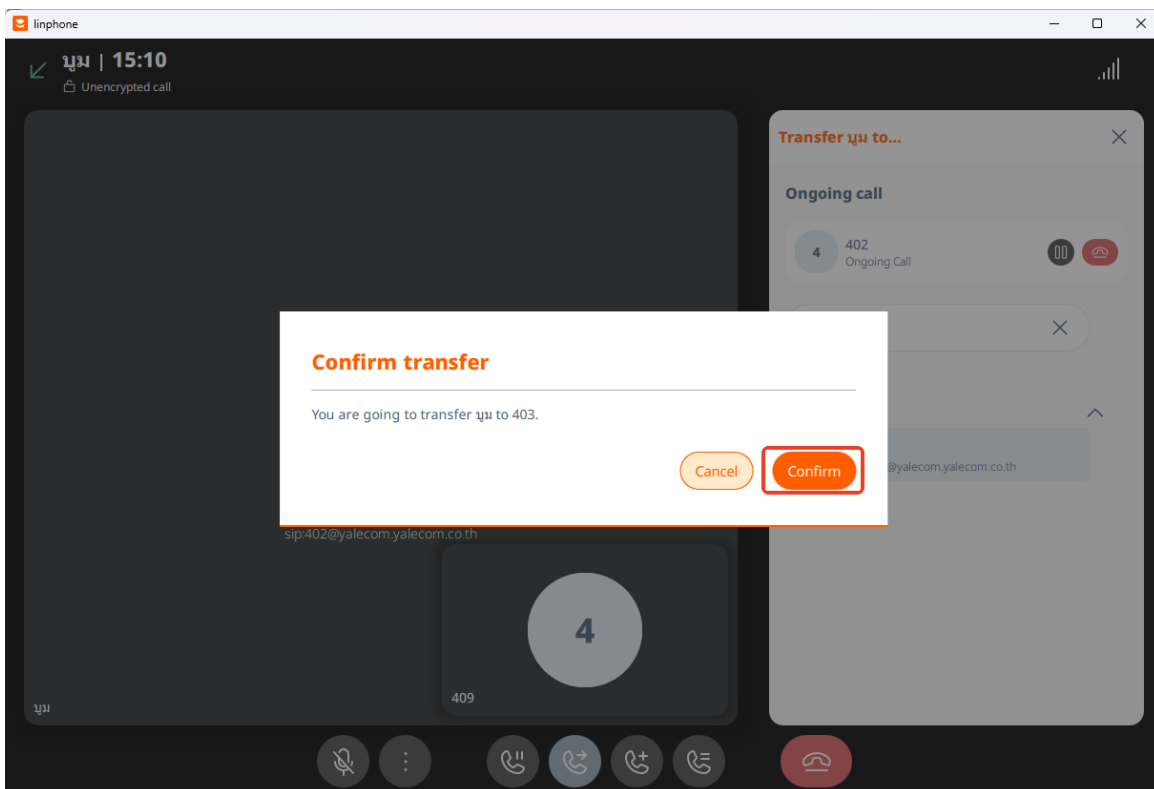 linphone
บูม | 15:10
Unencrypted call
Transfer บูม to...
Ongoing call
4
402
Ongoing Call
Confirm transfer
You are going to transfer บูม to 403.
Cancel
Confirm
@yalecom.yalecom.co.th
sip:402@yalecom.yalecom.co.th
4
409
บูม